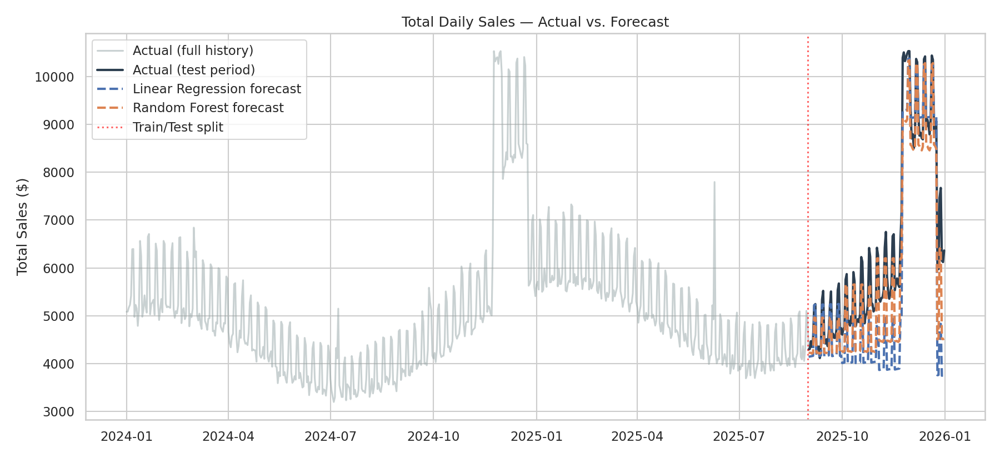 Total Daily Sales — Actual vs. Forecast
Actual (full history)
Actual (test period)
Linear Regression forecast
Random Forest forecast
Train/Test split
Total Sales ($)
10000
9000
8000
7000
6000
5000
4000
3000
2024-01
2024-04
2024-07
2024-10
2025-01
2025-04
2025-07
2025-10
2026-01